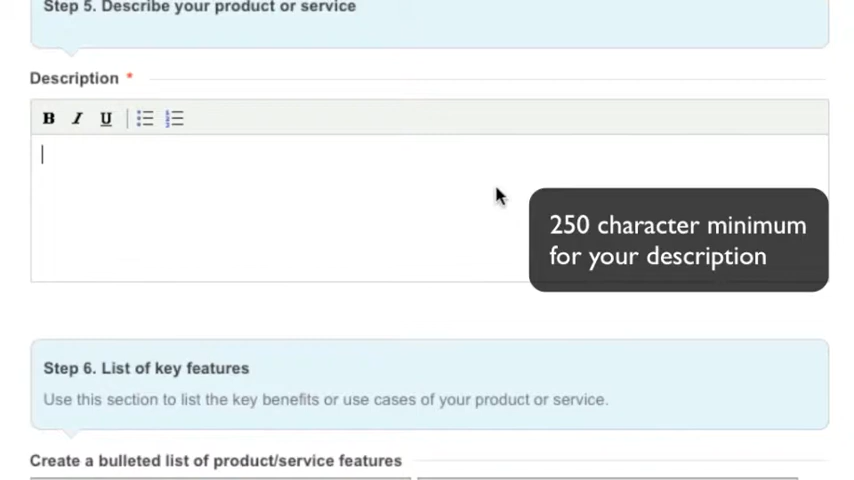 Step 5. Describe your product or service
Description *
B I U
250 character minimum
for your description
Step 6. List of key features
Use this section to list the key benefits or use cases of your product or service.
Create a bulleted list of product/service features